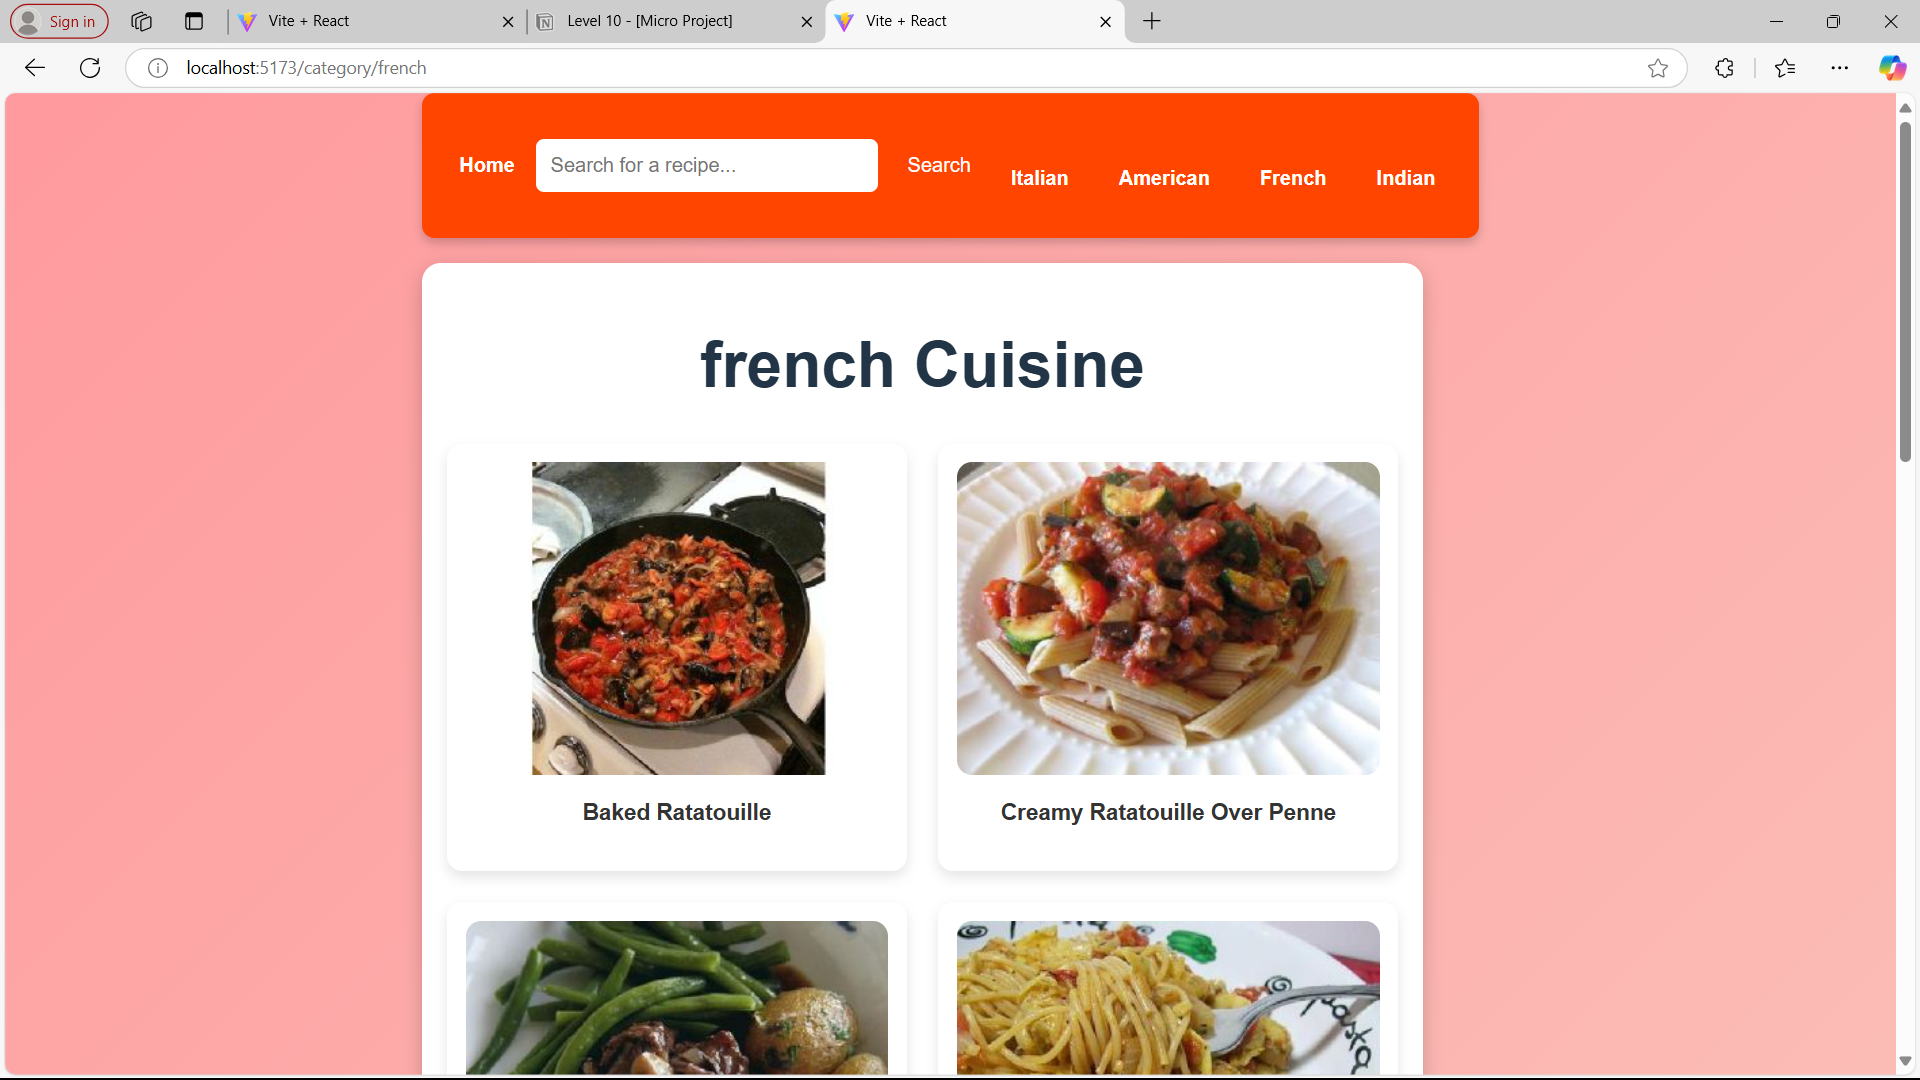 Sign in
Vite + React
Level 10 - [Micro Project]
Vite + React
localhost:5173/category/french
Home
Search for a recipe...
Search
Italian
American
French
Indian
french Cuisine
Baked Ratatouille
Creamy Ratatouille Over Penne